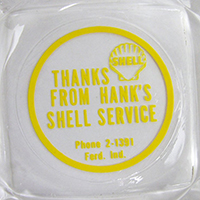 SHELL
THANKS
FROM HANK'S
SHELL SERVICE
Phone 2-1391
Ferd. Ind.